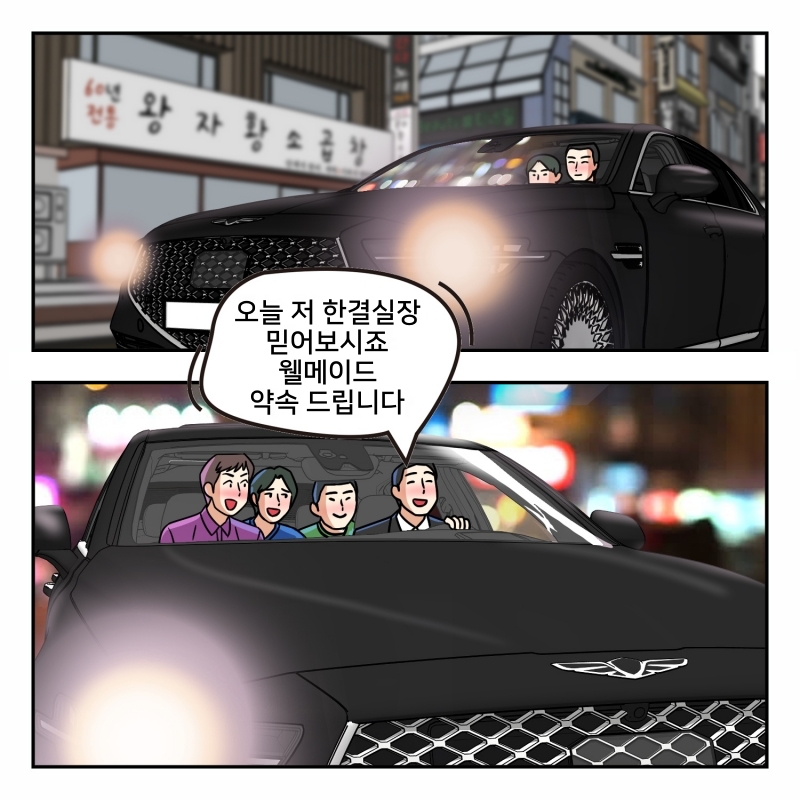 60년
전통
왕자황소곱창
오늘 저 한결실장
믿어보시죠
웰메이드
약속 드립니다